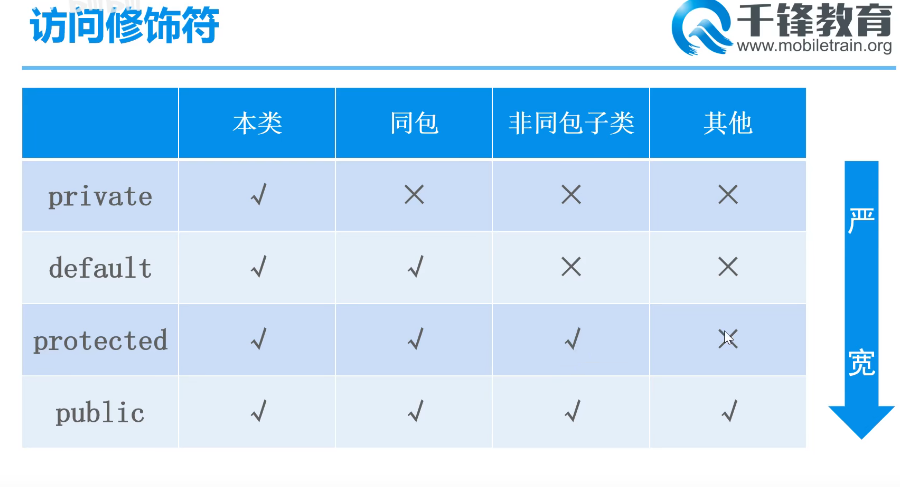 访问修饰符
千锋教育
www.mobiletrain.org
本类 同包 非同包子类 其他
private √ × × ×
default √ √ × ×
protected √ √ √ ×
public √ √ √ √
严
宽